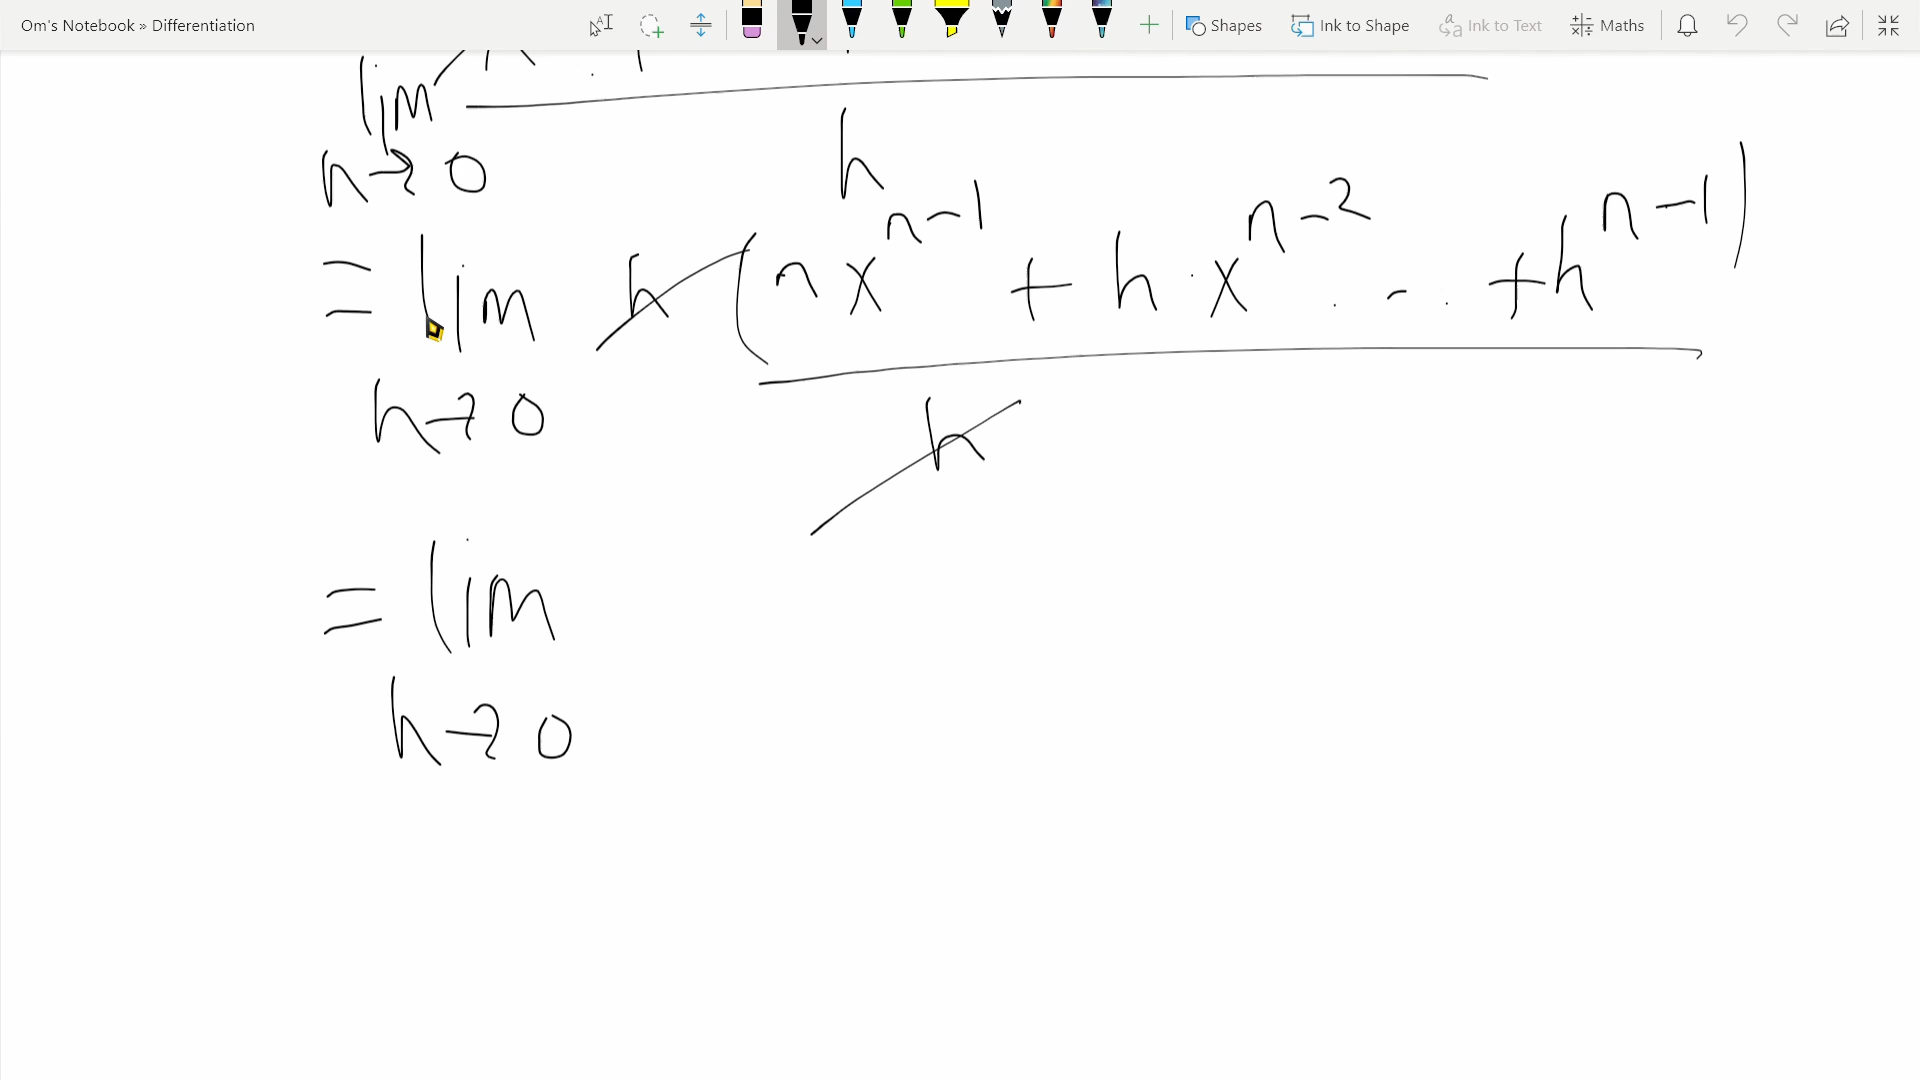 Om's Notebook » Differentiation Shapes Ink to Shape Ink to Text Maths
lim
h→0
h
= lim h (nx^{n-1} + h·x^{n-2} ... + h^{n-1})
h→0
h
= lim
h→0